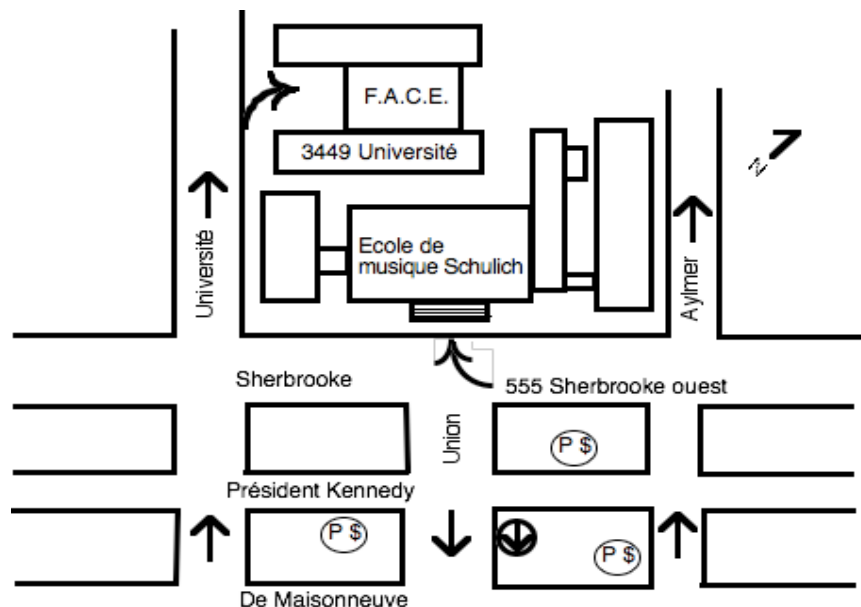 F.A.C.E.
3449 Université
N
Ecole de
musique Schulich
Université
Aylmer
Sherbrooke
555 Sherbrooke ouest
Union
P $
Président Kennedy
P $
P $
De Maisonneuve